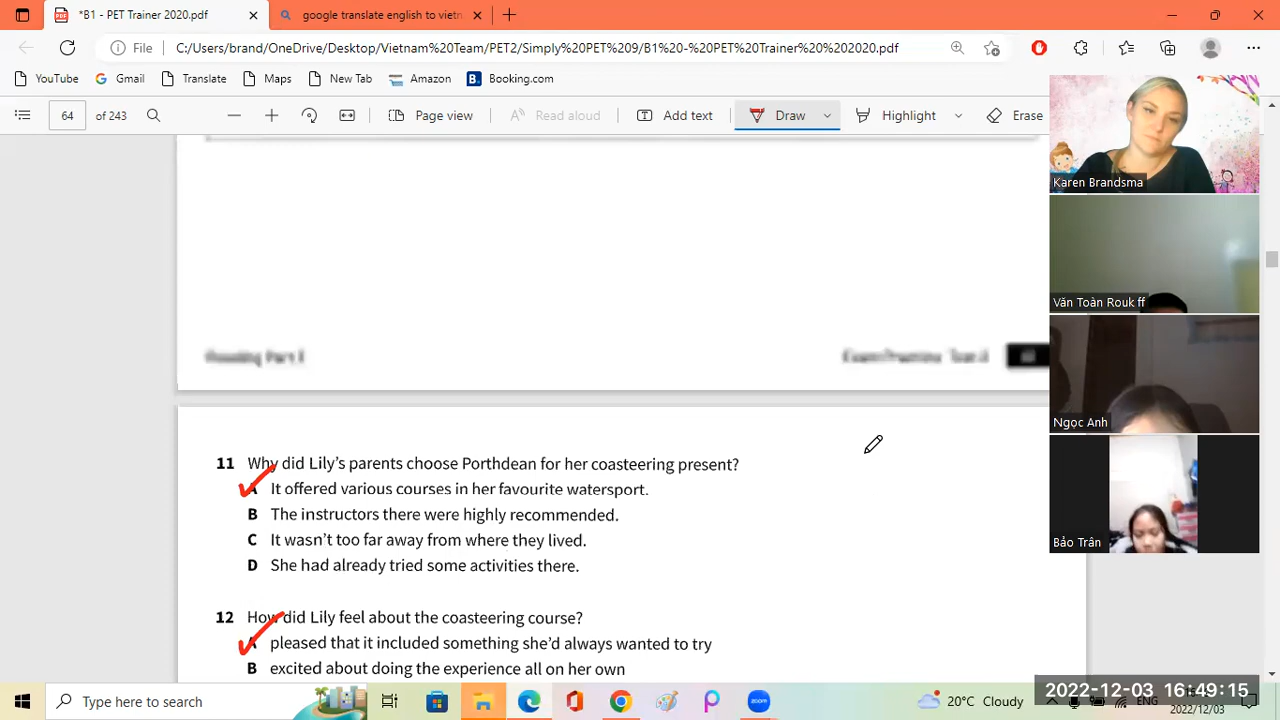 *B1 - PET Trainer 2020.pdf
google translate english to vietn
File
C:/Users/brand/OneDrive/Desktop/Vietnam%20Team/PET2/Simply%20PET%209/B1%20-%20PET%20Trainer%20%202020.pdf
YouTube
Gmail
Translate
Maps
New Tab
Amazon
Booking.com
64
of 243
Page view
Read aloud
Add text
Draw
Highlight
Erase
Karen Brandsma
Văn Toàn Rouk ff
Ngọc Anh
Bảo Trân
11 Why did Lily's parents choose Porthdean for her coasteering present?
A It offered various courses in her favourite watersport.
B The instructors there were highly recommended.
C It wasn't too far away from where they lived.
D She had already tried some activities there.
12 How did Lily feel about the coasteering course?
A pleased that it included something she'd always wanted to try
B excited about doing the experience all on her own
Type here to search
20°C Cloudy
ENG
2022-12-03 16:49:15
2022/12/03